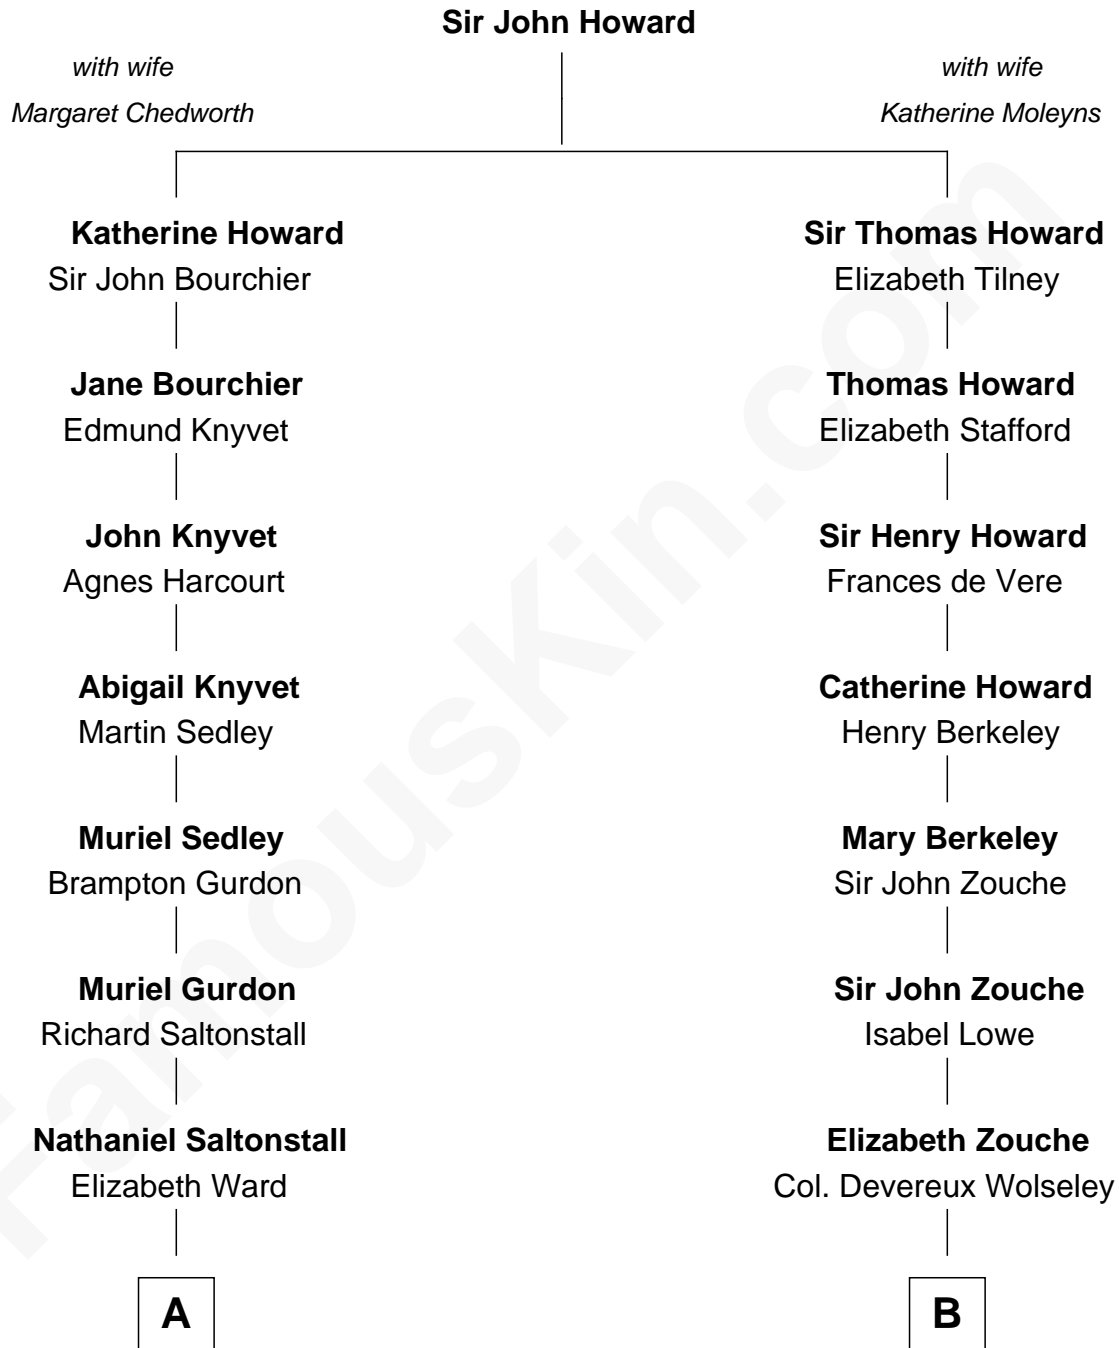 Sir John Howard
with wife
Margaret Chedworth
with wife
Katherine Moleyns
Katherine Howard
Sir John Bourchier
Jane Bourchier
Edmund Knyvet
John Knyvet
Agnes Harcourt
Abigail Knyvet
Martin Sedley
Muriel Sedley
Brampton Gurdon
Muriel Gurdon
Richard Saltonstall
Nathaniel Saltonstall
Elizabeth Ward
A
Sir Thomas Howard
Elizabeth Tilney
Thomas Howard
Elizabeth Stafford
Sir Henry Howard
Frances de Vere
Catherine Howard
Henry Berkeley
Mary Berkeley
Sir John Zouche
Sir John Zouche
Isabel Lowe
Elizabeth Zouche
Col. Devereux Wolseley
B
FamousKin.com